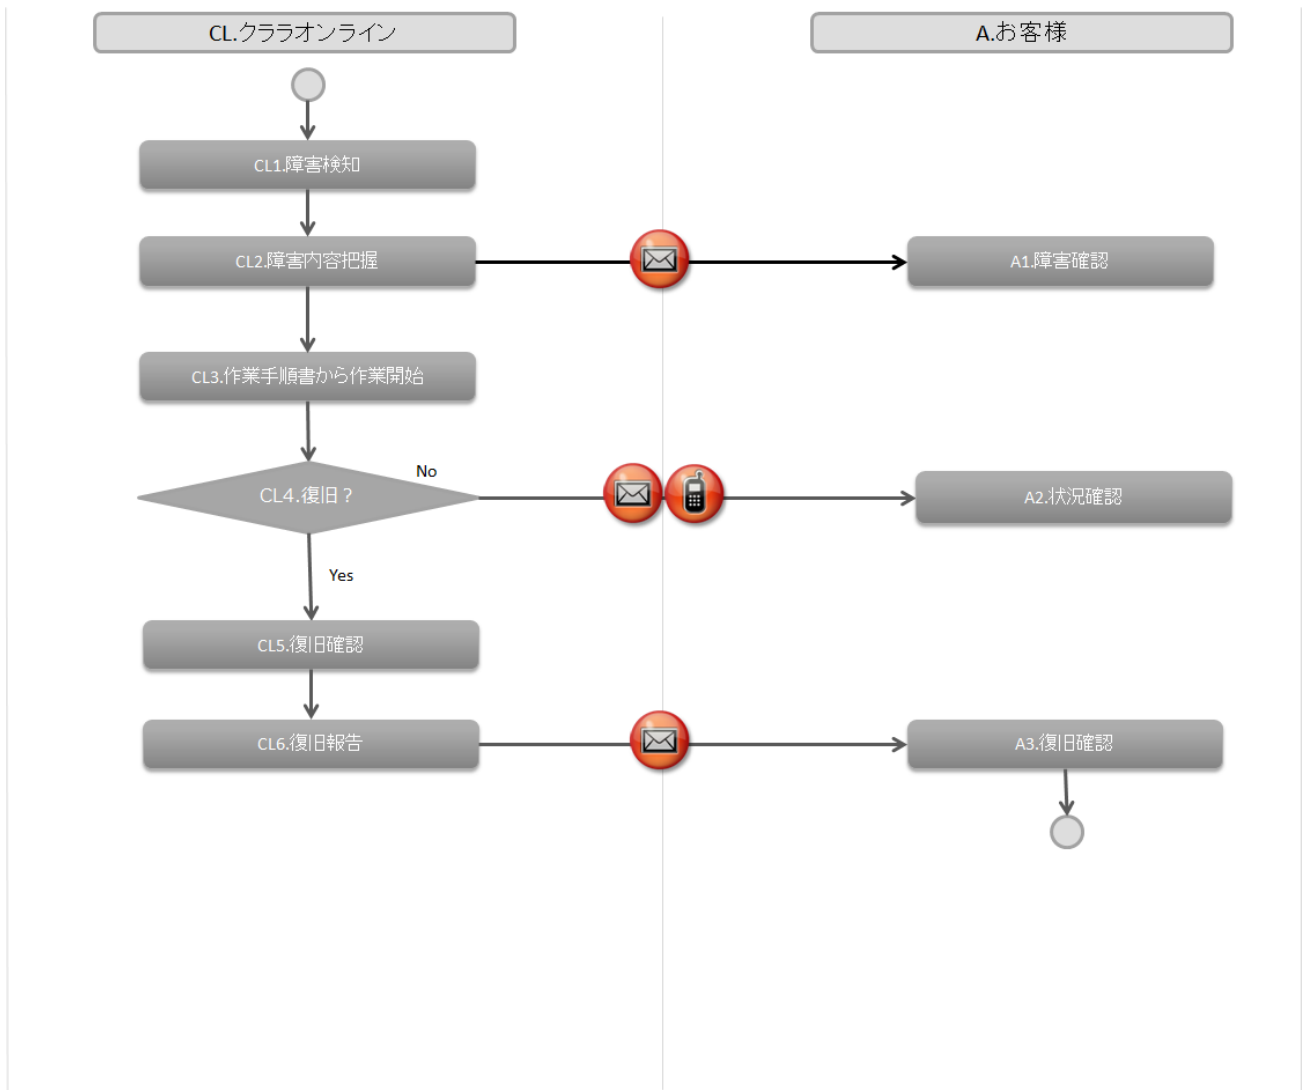 CL.クララオンライン
A.お客様
CL1.障害検知
CL2.障害内容把握
A1.障害確認
CL3.作業手順書から作業開始
No
CL4.復旧？
A2.状況確認
Yes
CL5.復旧確認
CL6.復旧報告
A3.復旧確認